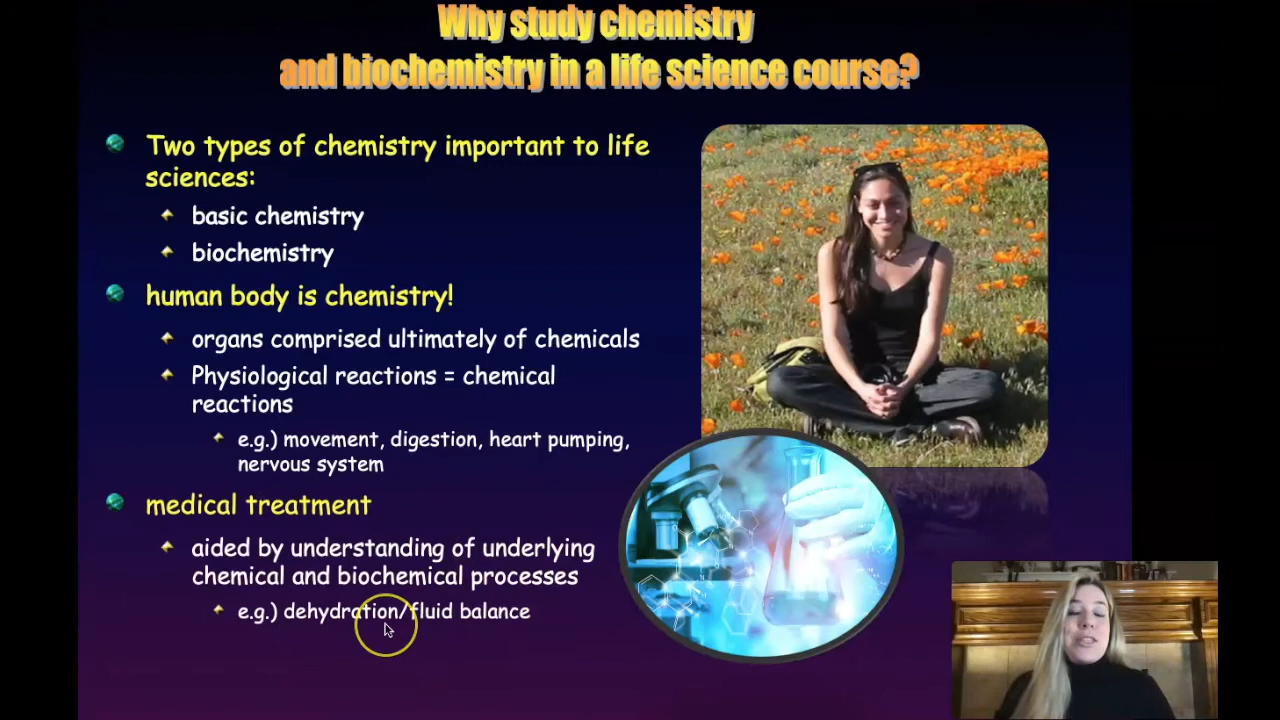 Why study chemistry
and biochemistry in a life science course?
Two types of chemistry important to life
sciences:
basic chemistry
biochemistry
human body is chemistry!
organs comprised ultimately of chemicals
Physiological reactions = chemical
reactions
e.g.) movement, digestion, heart pumping,
nervous system
medical treatment
aided by understanding of underlying
chemical and biochemical processes
e.g.) dehydration/fluid balance